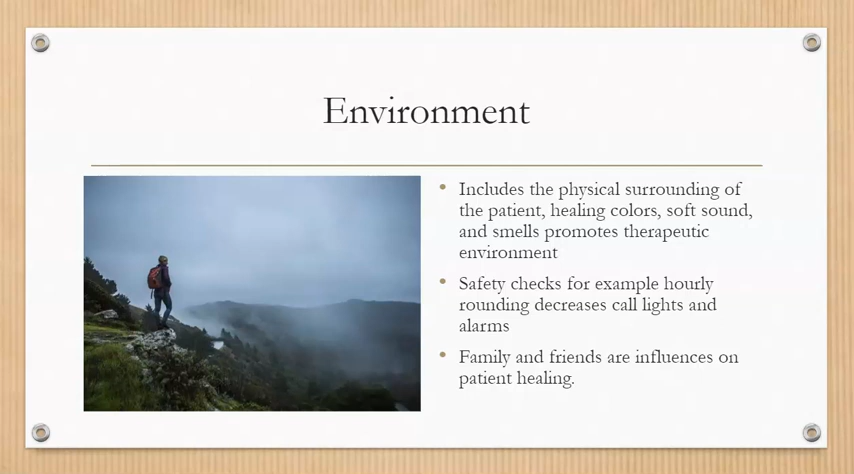 Environment
Includes the physical surrounding of
the patient, healing colors, soft sound,
and smells promotes therapeutic
environment
Safety checks for example hourly
rounding decreases call lights and
alarms
Family and friends are influences on
patient healing.